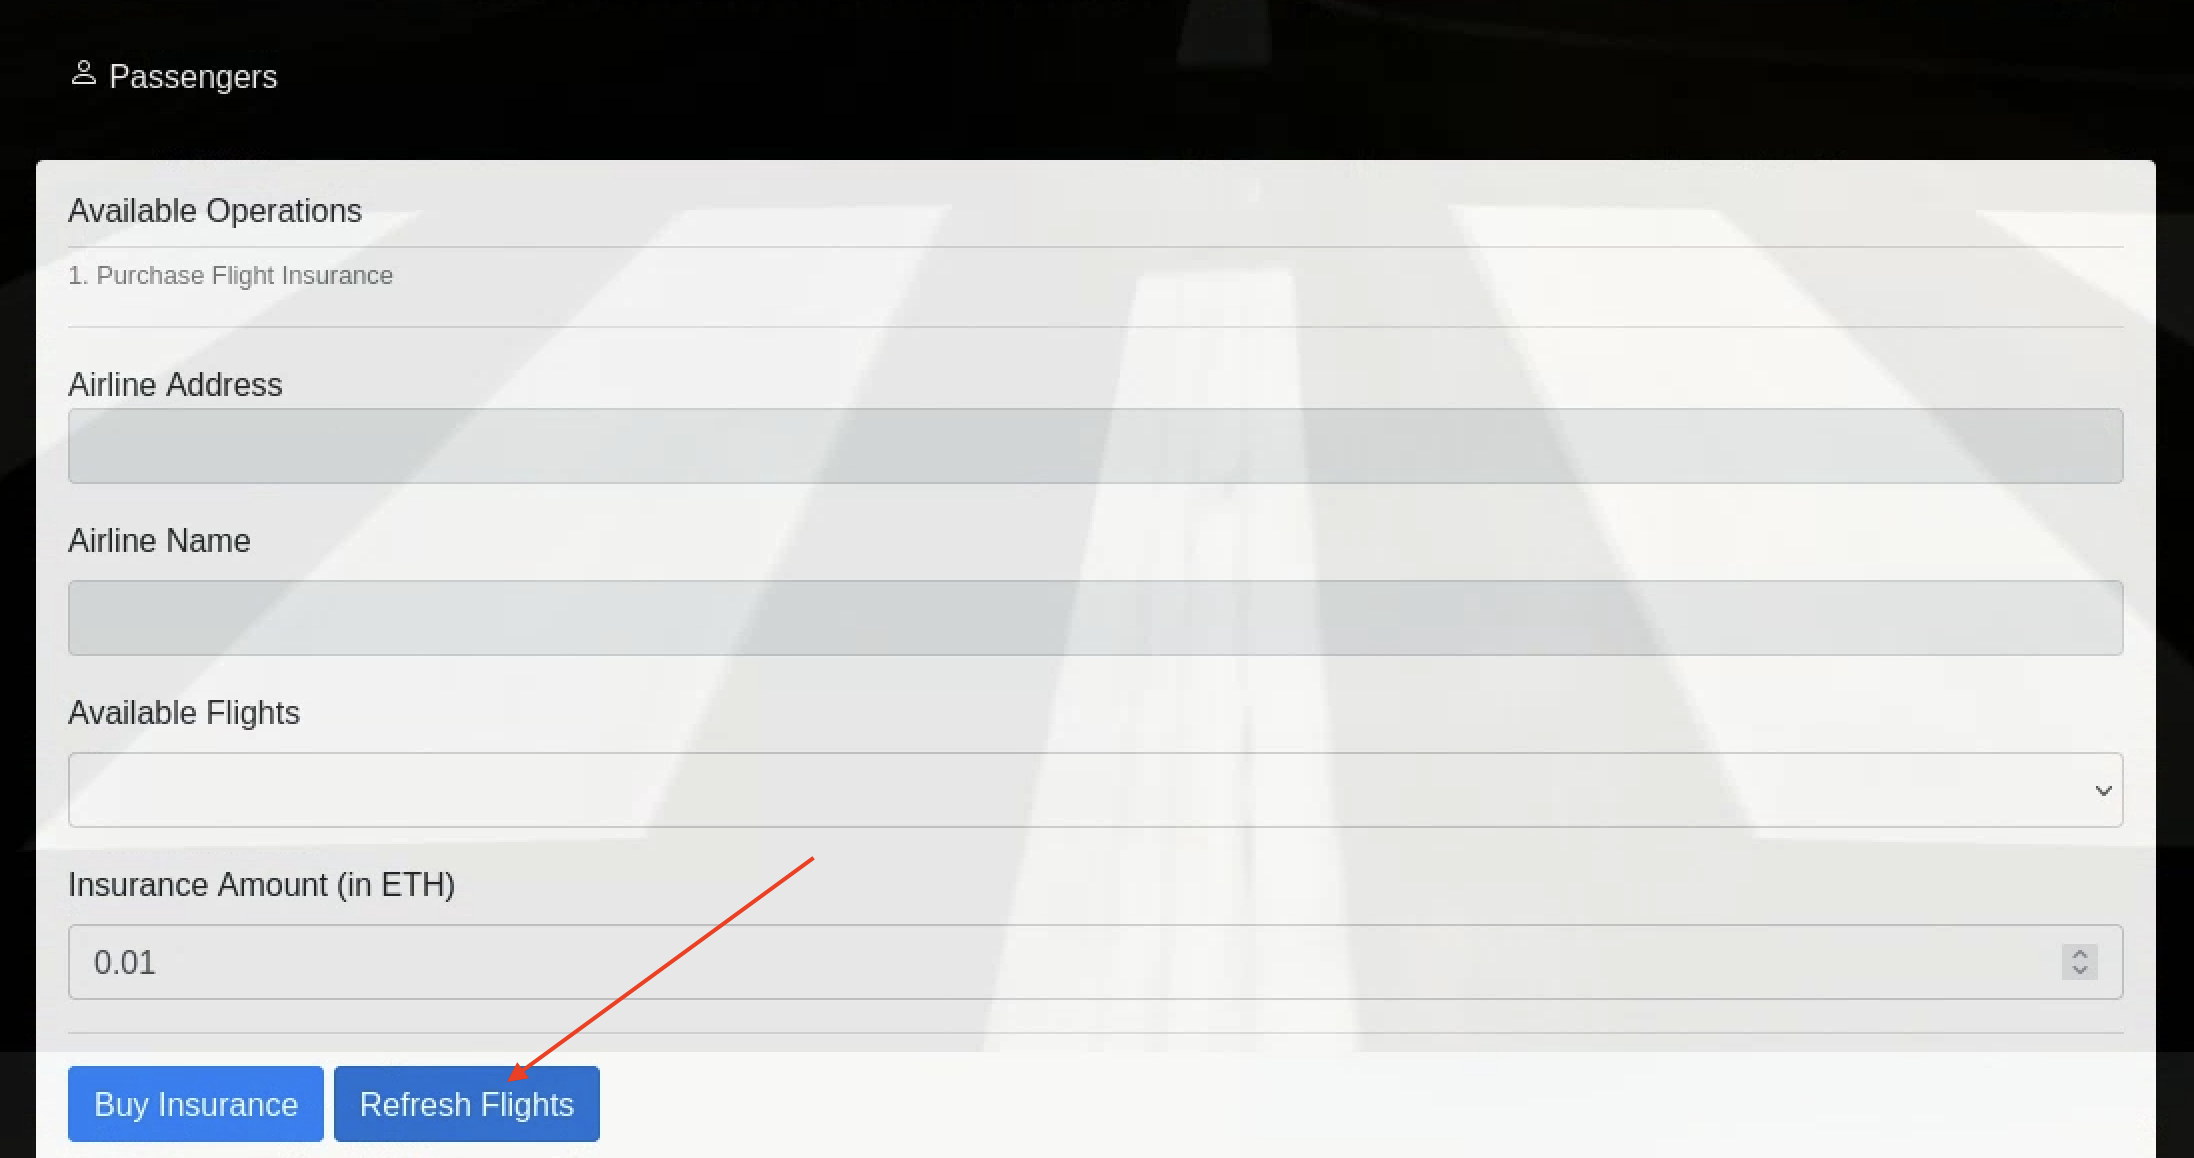 Passengers
Available Operations
1. Purchase Flight Insurance
Airline Address
Airline Name
Available Flights
Insurance Amount (in ETH)
0.01
Buy Insurance Refresh Flights